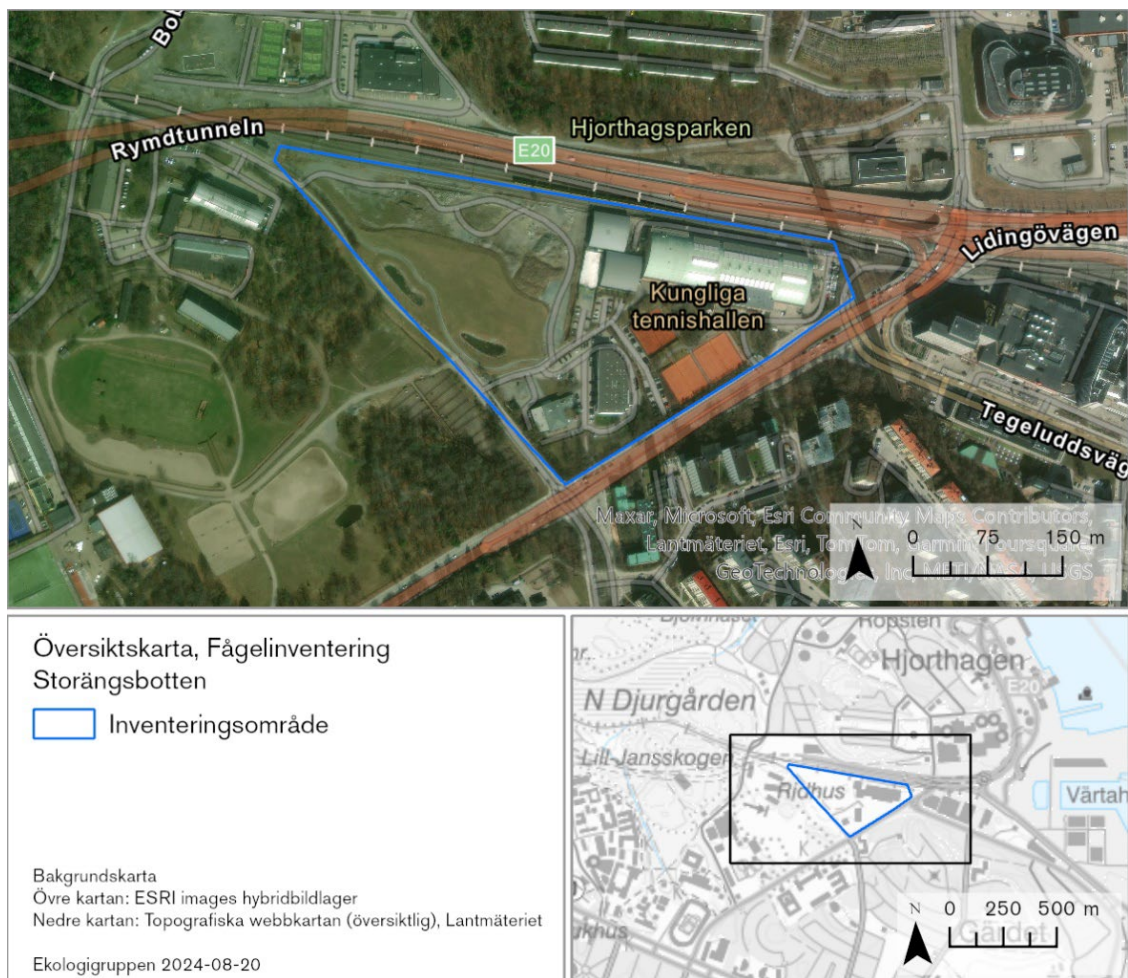 Bob
Rymdtunneln
E20
Hjorthagsparken
Lidingövägen
Kungliga
tennishallen
Tegeluddsväg
Maxar, Microsoft, Esri Community Maps Contributors,
Lantmäteriet, Esri, TomTom, Garmin, Foursquare,
GeoTechnologies, Inc, METI/NASA, USGS
N
0 75 150 m
Översiktskarta, Fågelinventering
Storängsbotten
Inventeringsområde
Bakgrundskarta
Övre kartan: ESRI images hybridbildlager
Nedre kartan: Topografiska webbkartan (översiktlig), Lantmäteriet
Ekologigruppen 2024-08-20
Ropsten
Hjorthagen
E20
N Djurgården
Lill-Jansskogen
Ridhus
Värtah
K
ukhus
Gärdet
N
0 250 500 m